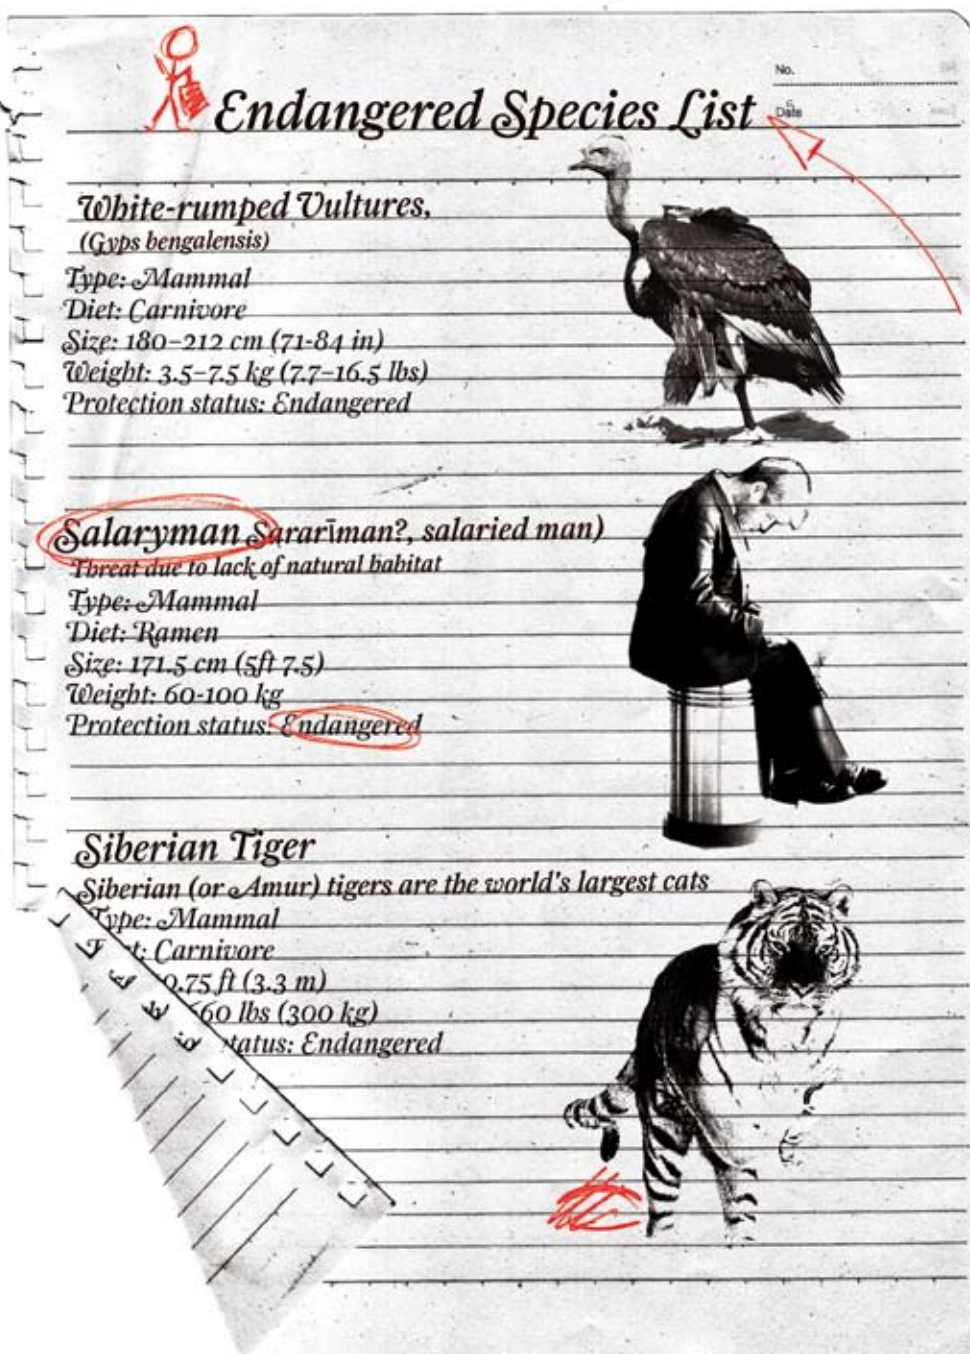 No.
Date
Endangered Species List
White-rumped Vultures,
(Gyps bengalensis)
Type: Mammal
Diet: Carnivore
Size: 180–212 cm (71-84 in)
Weight: 3.5–7.5 kg (7.7–16.5 lbs)
Protection status: Endangered
Salaryman Sararīman?, salaried man)
Threat due to lack of natural habitat
Type: Mammal
Diet: Ramen
Size: 171.5 cm (5ft 7.5)
Weight: 60-100 kg
Protection status: Endangered
Siberian Tiger
Siberian (or Amur) tigers are the world's largest cats
Type: Mammal
Carnivore
0.75 ft (3.3 m)
660 lbs (300 kg)
tatus: Endangered